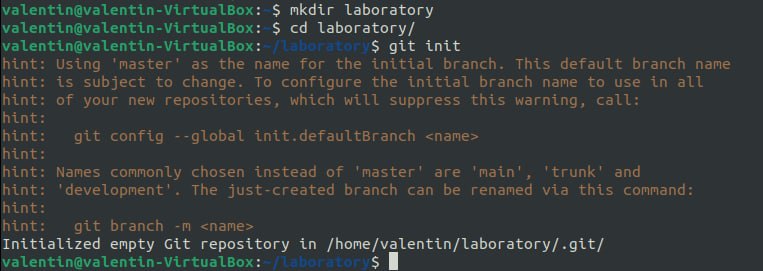 valentin@valentin-VirtualBox:~$ mkdir laboratory
valentin@valentin-VirtualBox:~$ cd laboratory/
valentin@valentin-VirtualBox:~/laboratory$ git init
hint: Using 'master' as the name for the initial branch. This default branch name
hint: is subject to change. To configure the initial branch name to use in all
hint: of your new repositories, which will suppress this warning, call:
hint:
hint:   git config --global init.defaultBranch <name>
hint:
hint: Names commonly chosen instead of 'master' are 'main', 'trunk' and
hint: 'development'. The just-created branch can be renamed via this command:
hint:
hint:   git branch -m <name>
Initialized empty Git repository in /home/valentin/laboratory/.git/
valentin@valentin-VirtualBox:~/laboratory$